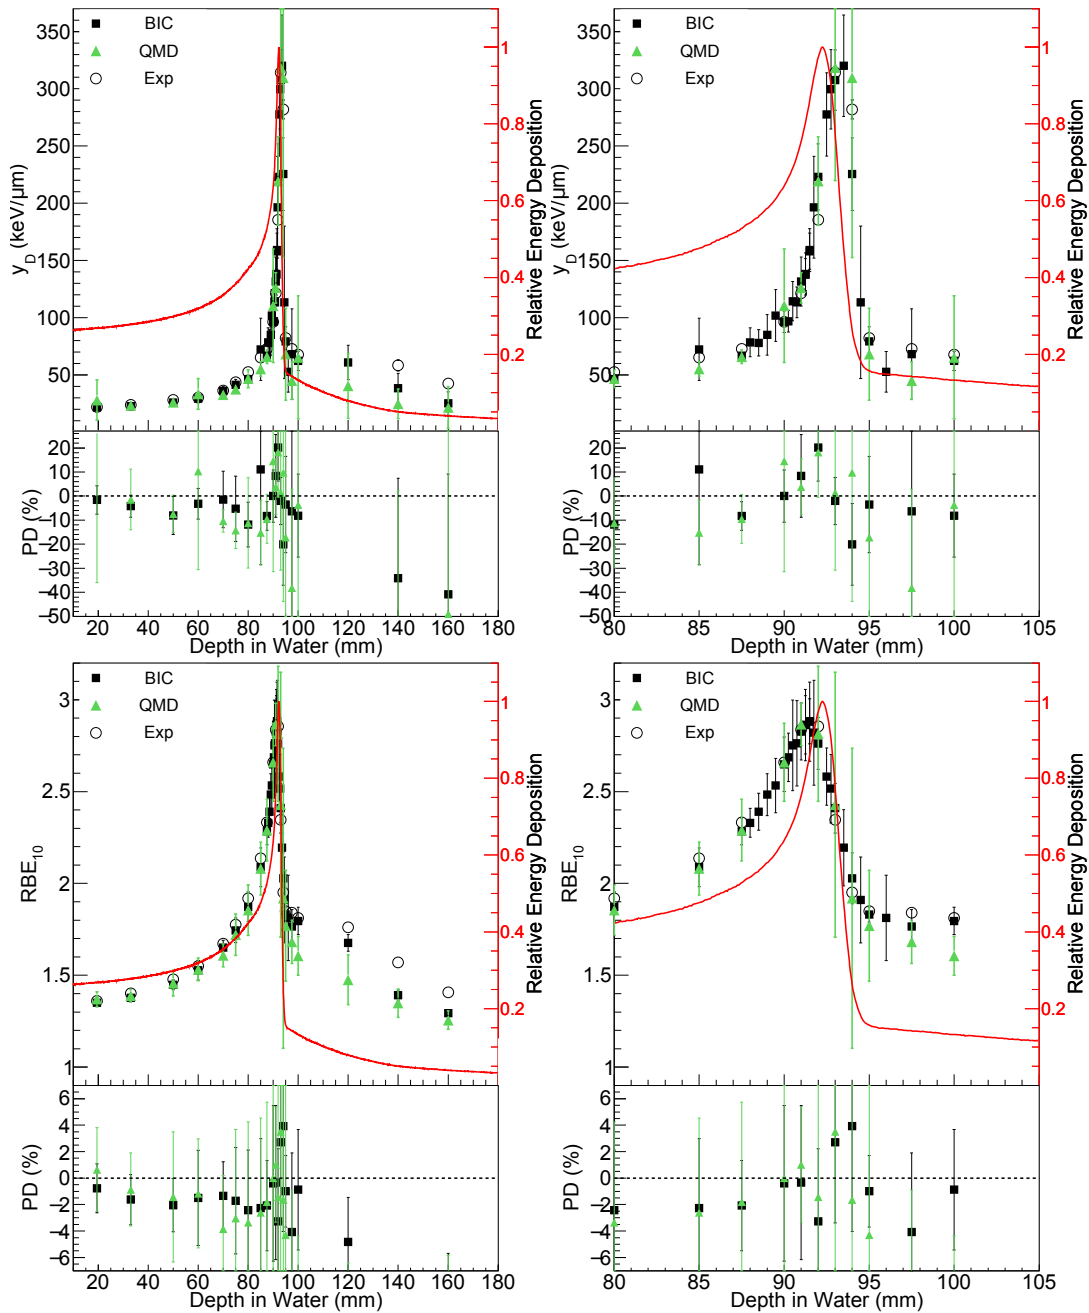 350
300
250
200
150
100
50
y_D (keV/µm)
BIC
QMD
Exp
1
0.8
0.6
0.4
0.2
Relative Energy Deposition
20
10
0
−10
−20
−30
−40
−50
PD (%)
20 40 60 80 100 120 140 160 180
Depth in Water (mm)
350
300
250
200
150
100
50
y_D (keV/µm)
BIC
QMD
Exp
1
0.8
0.6
0.4
0.2
Relative Energy Deposition
20
10
0
−10
−20
−30
−40
−50
PD (%)
80 85 90 95 100 105
Depth in Water (mm)
3
2.5
2
1.5
1
RBE_10
BIC
QMD
Exp
1
0.8
0.6
0.4
0.2
Relative Energy Deposition
6
4
2
0
−2
−4
−6
PD (%)
20 40 60 80 100 120 140 160 180
Depth in Water (mm)
3
2.5
2
1.5
1
RBE_10
BIC
QMD
Exp
1
0.8
0.6
0.4
0.2
Relative Energy Deposition
6
4
2
0
−2
−4
−6
PD (%)
80 85 90 95 100 105
Depth in Water (mm)